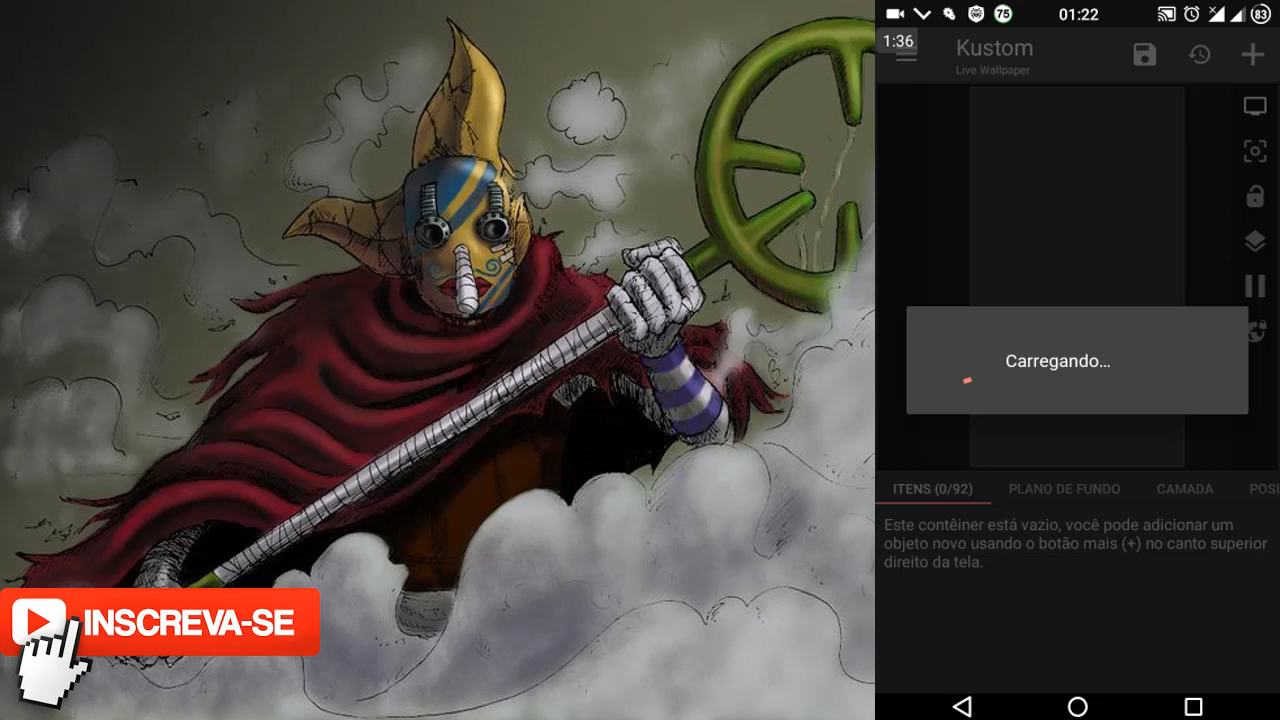 75
01:22
83
1:36
Kustom
Live Wallpaper
Carregando...
ITENS (0/92) PLANO DE FUNDO CAMADA POSI
Este contêiner está vazio, você pode adicionar um
objeto novo usando o botão mais (+) no canto superior
direito da tela.
INSCREVA-SE